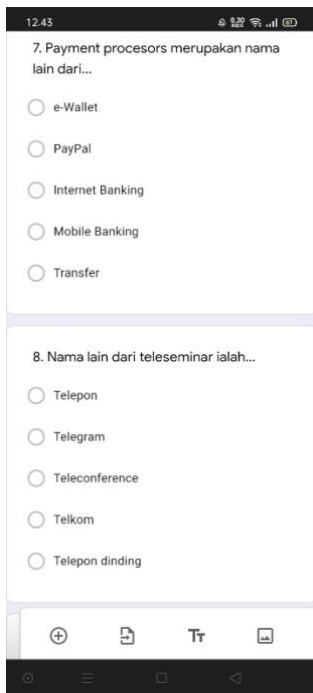 12.43
7. Payment procesors merupakan nama
lain dari...
e-Wallet
PayPal
Internet Banking
Mobile Banking
Transfer
8. Nama lain dari teleseminar ialah...
Telepon
Telegram
Teleconference
Telkom
Telepon dinding
Tт